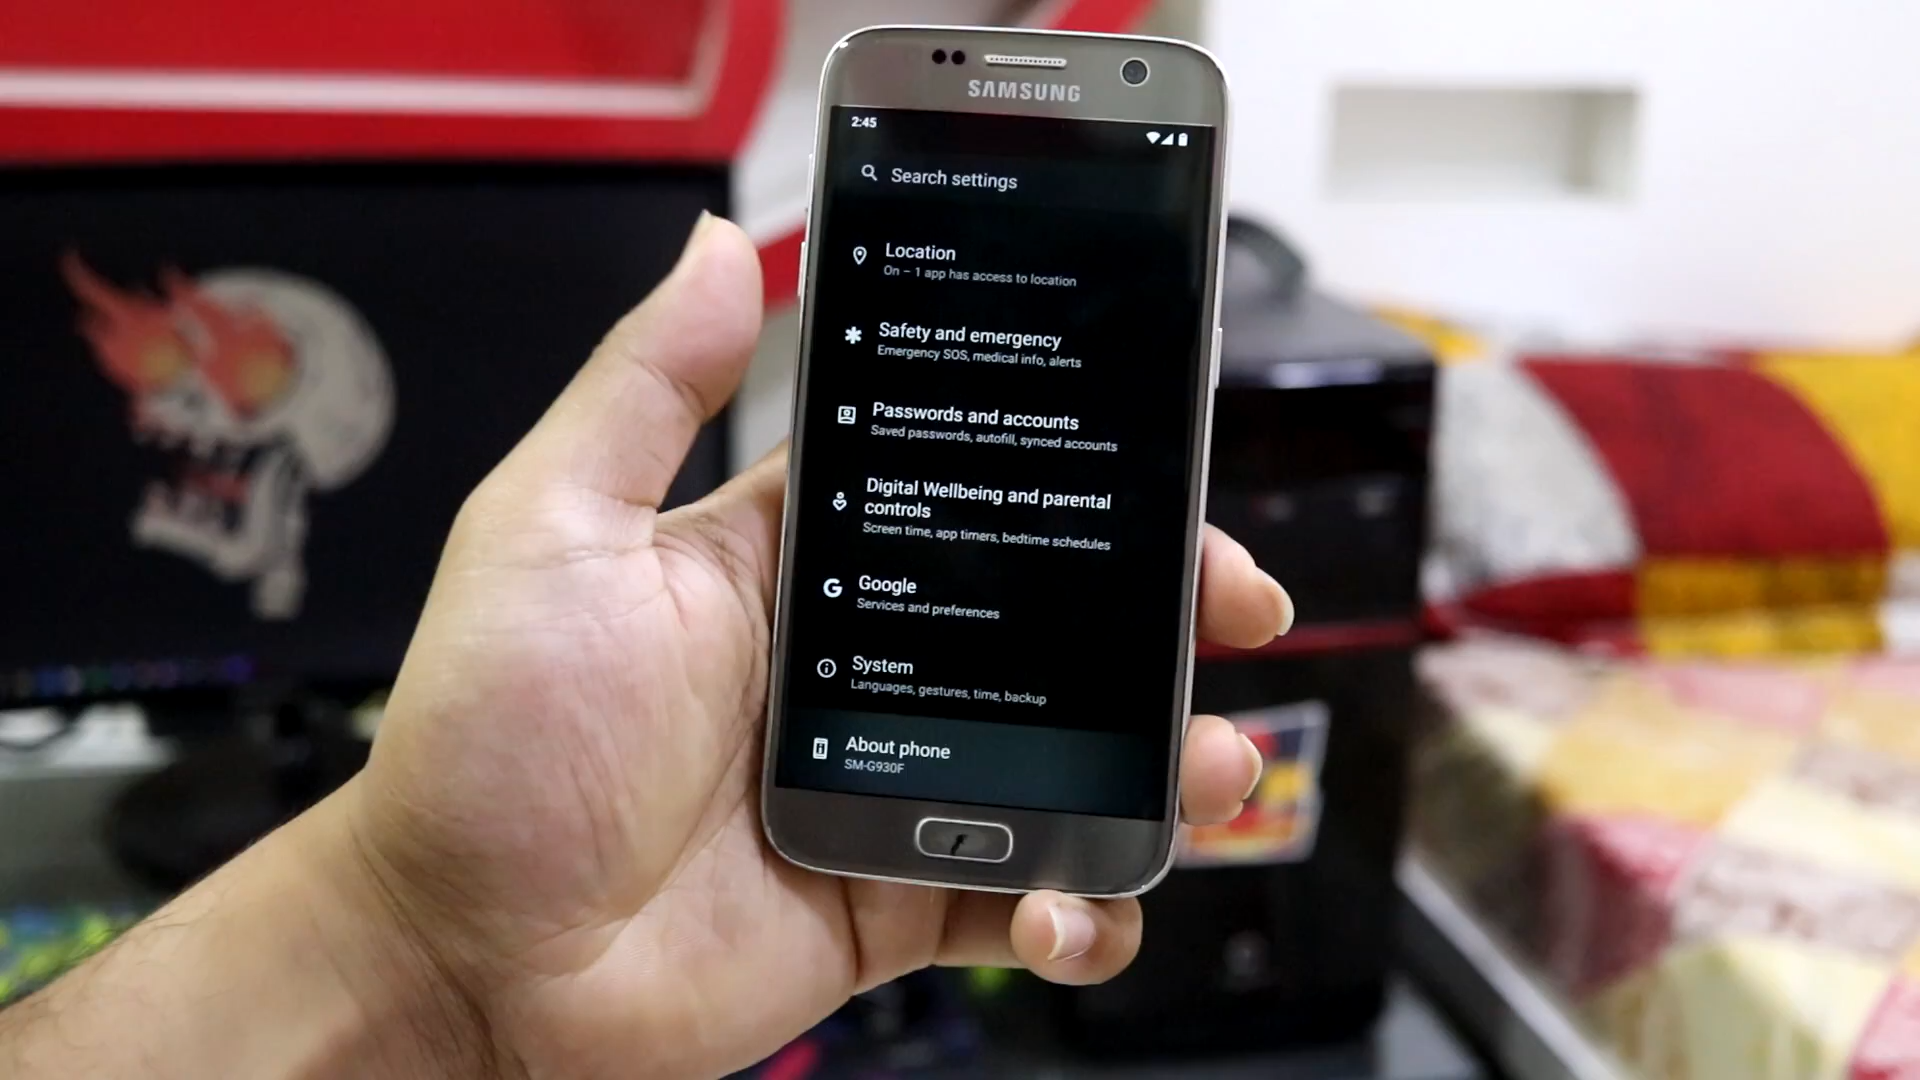 SAMSUNG
2:45
Search settings
Location
On – 1 app has access to location
Safety and emergency
Emergency SOS, medical info, alerts
Passwords and accounts
Saved passwords, autofill, synced accounts
Digital Wellbeing and parental
controls
Screen time, app timers, bedtime schedules
Google
Services and preferences
System
Languages, gestures, time, backup
About phone
SM-G930F